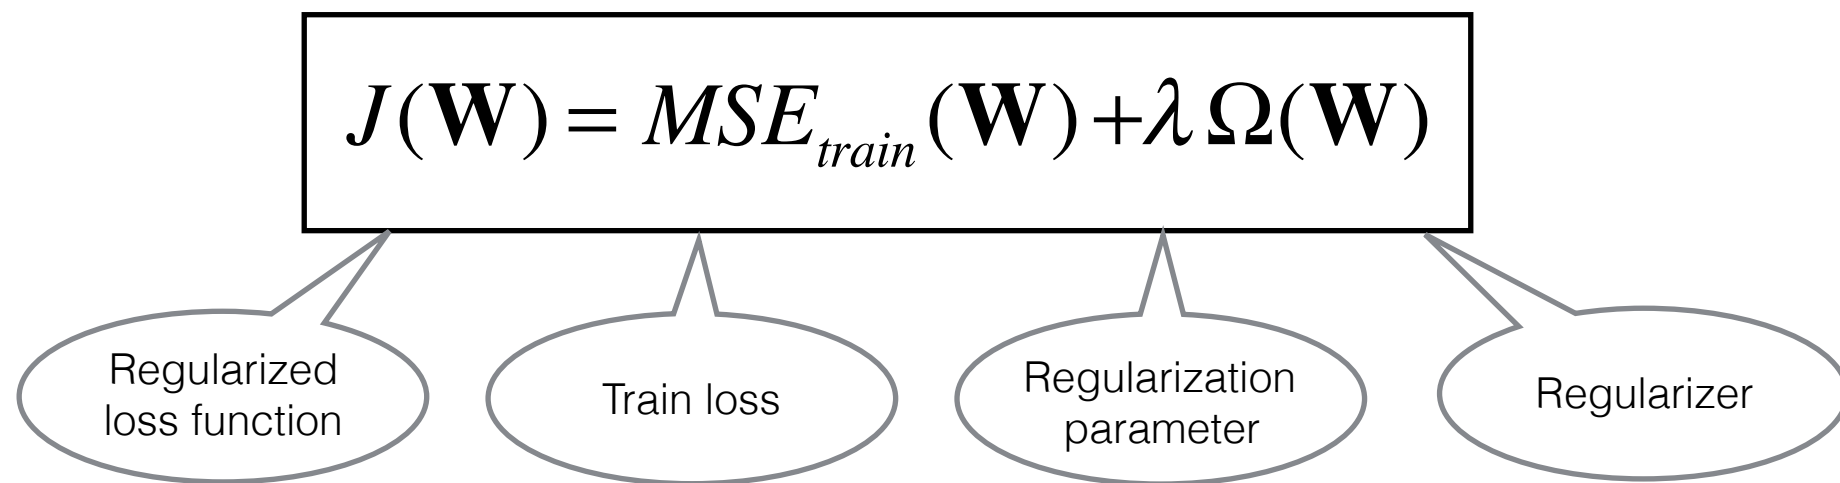 J(W) = MSE_train (W) + λ Ω(W)
Regularized
loss function
Train loss
Regularization
parameter
Regularizer